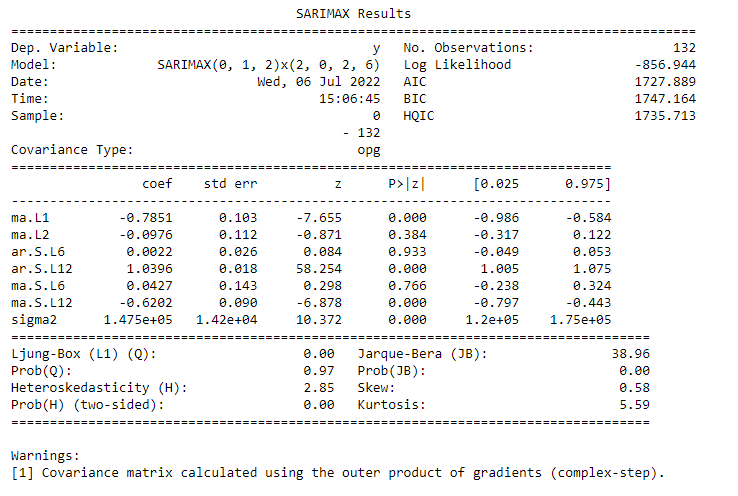 SARIMAX Results
==============================================================================================
Dep. Variable:                                  y   No. Observations:                  132
Model:             SARIMAX(0, 1, 2)x(2, 0, 2, 6)   Log Likelihood                -856.944
Date:                            Wed, 06 Jul 2022   AIC                           1727.889
Time:                                    15:06:45   BIC                           1747.164
Sample:                                         0   HQIC                          1735.713
- 132
Covariance Type:                              opg
==============================================================================
coef    std err          z      P>|z|      [0.025      0.975]
------------------------------------------------------------------------------
ma.L1         -0.7851      0.103     -7.655      0.000      -0.986      -0.584
ma.L2         -0.0976      0.112     -0.871      0.384      -0.317       0.122
ar.S.L6        0.0022      0.026      0.084      0.933      -0.049       0.053
ar.S.L12       1.0396      0.018     58.254      0.000       1.005       1.075
ma.S.L6        0.0427      0.143      0.298      0.766      -0.238       0.324
ma.S.L12      -0.6202      0.090     -6.878      0.000      -0.797      -0.443
sigma2      1.475e+05   1.42e+04     10.372      0.000     1.2e+05    1.75e+05
===================================================================================
Ljung-Box (L1) (Q):                   0.00   Jarque-Bera (JB):                38.96
Prob(Q):                              0.97   Prob(JB):                         0.00
Heteroskedasticity (H):               2.85   Skew:                             0.58
Prob(H) (two-sided):                  0.00   Kurtosis:                         5.59
===================================================================================
Warnings:
[1] Covariance matrix calculated using the outer product of gradients (complex-step).